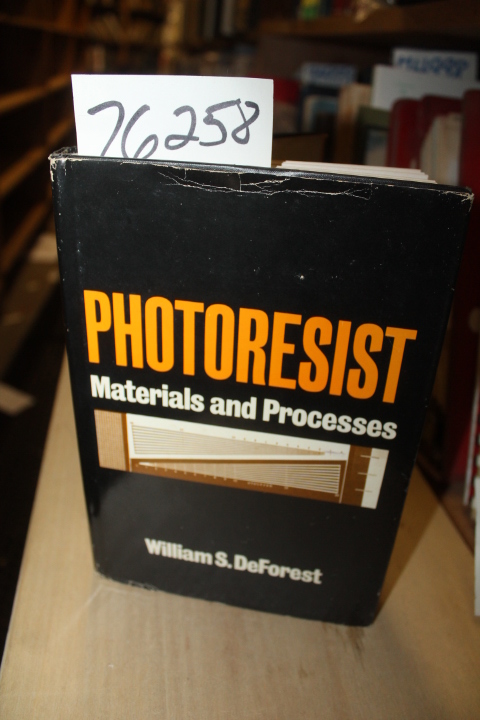 76258
PHOTORESIST
Materials and Processes
William S. DeForest